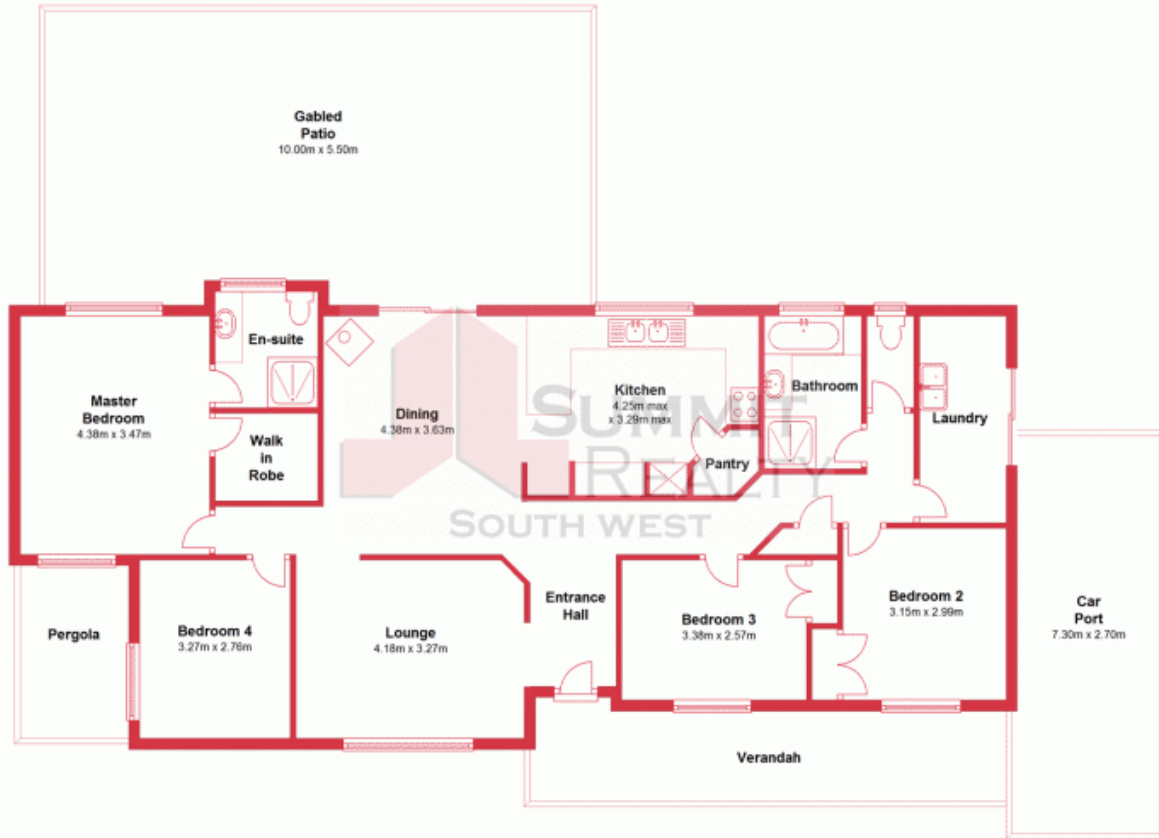 Gabled
Patio
10.00m x 5.50m
En-suite
Master
Bedroom
4.38m x 3.47m
Walk
in
Robe
Dining
4.38m x 3.63m
Kitchen
4.25m max
x 3.29m max
Pantry
Bathroom
Laundry
SUMMIT
REALTY
SOUTH WEST
Pergola
Bedroom 4
3.27m x 2.76m
Lounge
4.18m x 3.27m
Entrance
Hall
Bedroom 3
3.38m x 2.57m
Bedroom 2
3.15m x 2.99m
Car
Port
7.30m x 2.70m
Verandah